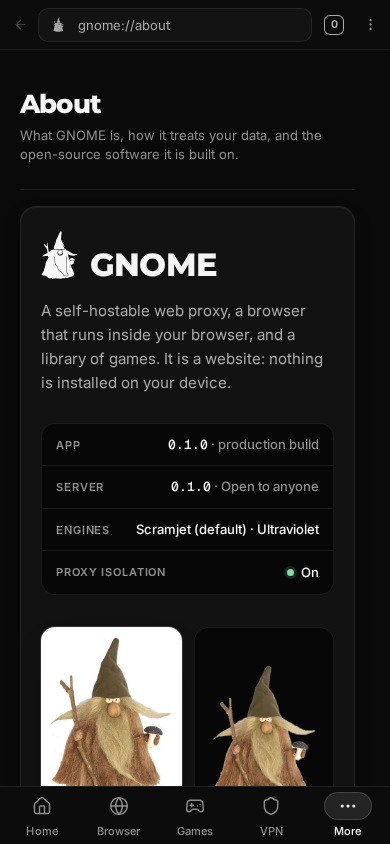 gnome://about
0
About
What GNOME is, how it treats your data, and the
open-source software it is built on.
GNOME
A self-hostable web proxy, a browser
that runs inside your browser, and a
library of games. It is a website: nothing
is installed on your device.
APP 0.1.0 · production build
SERVER 0.1.0 · Open to anyone
ENGINES Scramjet (default) · Ultraviolet
PROXY ISOLATION On
Home Browser Games VPN More